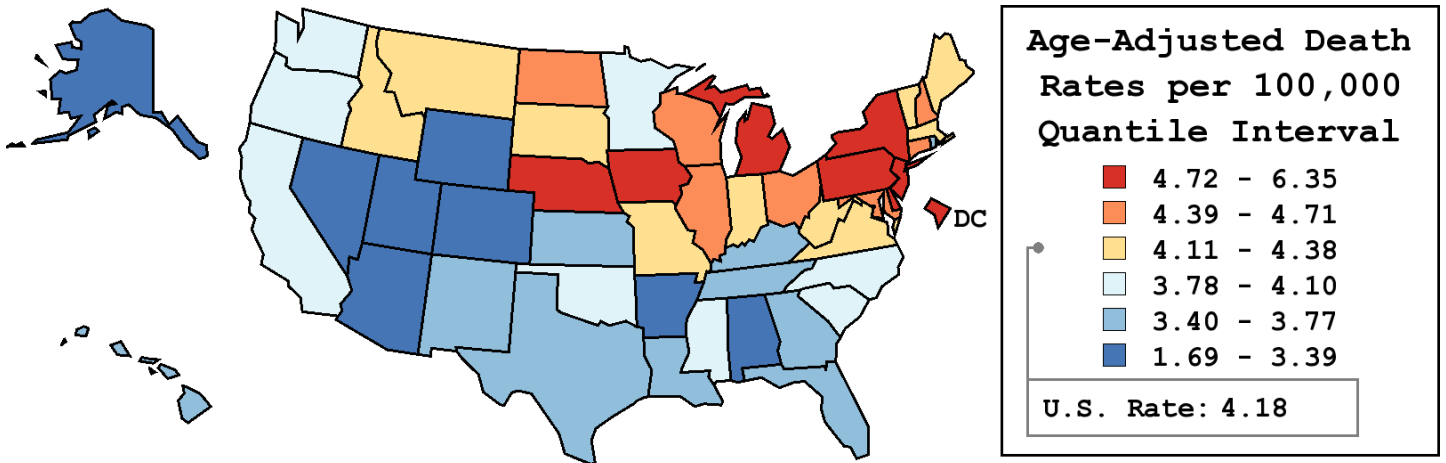 Age-Adjusted Death
Rates per 100,000
Quantile Interval
4.72 - 6.35
4.39 - 4.71
4.11 - 4.38
3.78 - 4.10
3.40 - 3.77
1.69 - 3.39
U.S. Rate: 4.18
DC